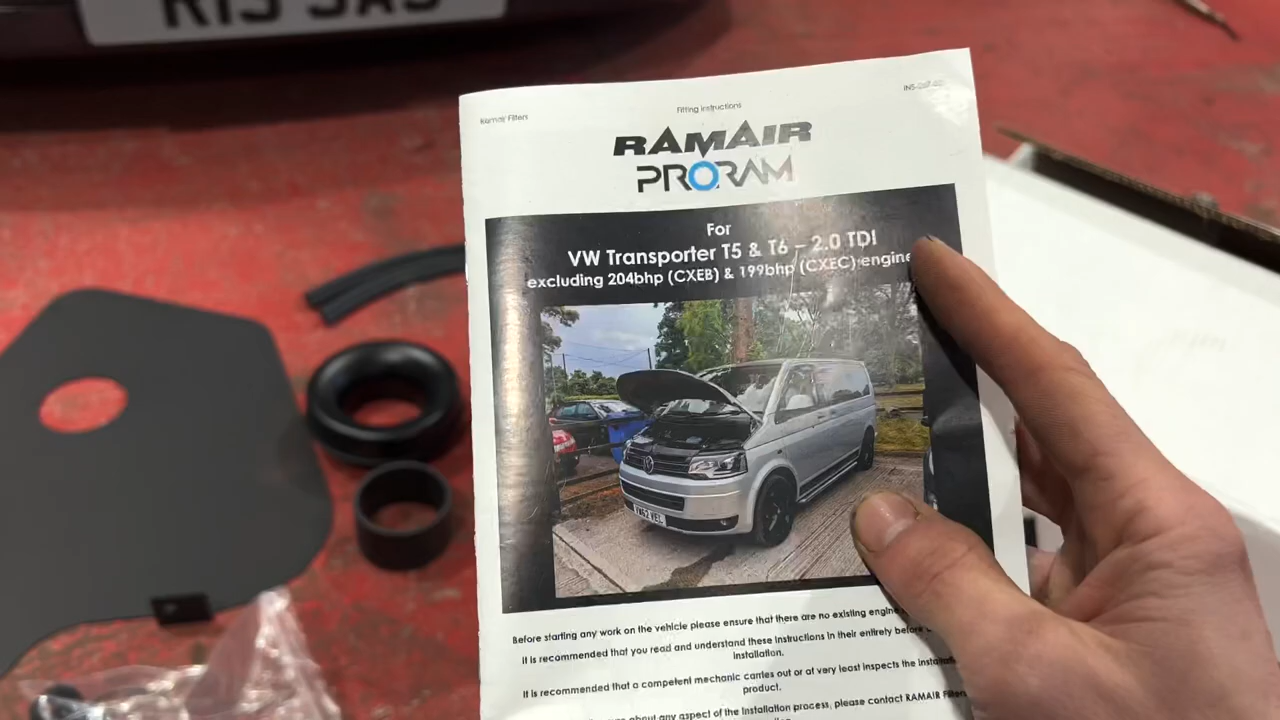 Ramair Filters
Fitting Instructions
RAMAIR
PRORAM
For
VW Transporter T5 & T6 – 2.0 TDI
excluding 204bhp (CXEB) & 199bhp (CXEC) engine
Before starting any work on the vehicle please ensure that there are no existing engine
It is recommended that you read and understand these instructions in their entirety before
installation.
It is recommended that a competent mechanic carries out or at very least inspects the
product.
about any aspect of the installation process, please contact RAMAIR Filters